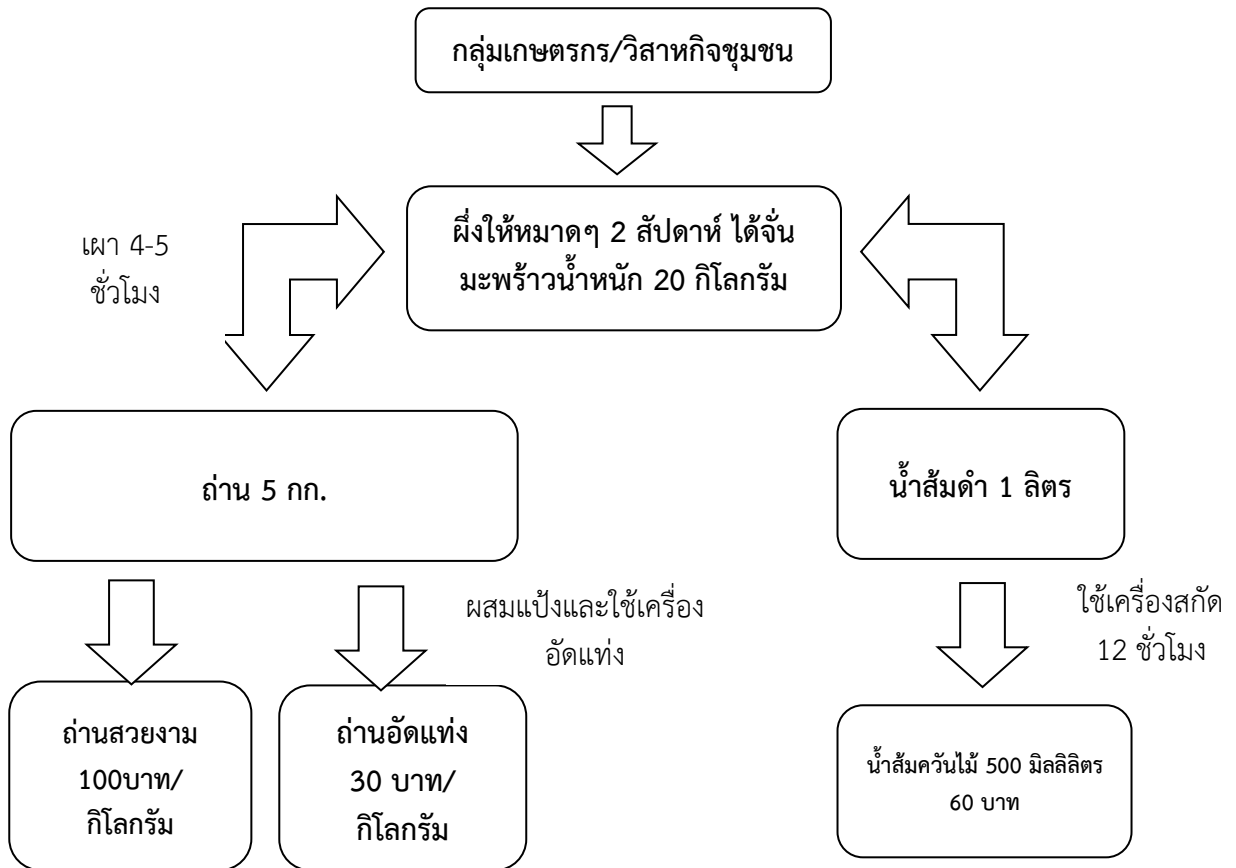 กลุ่มเกษตรกร/วิสาหกิจชุมชน
ผึ่งให้หมาดๆ 2 สัปดาห์ ได้จั่น
มะพร้าวน้ำหนัก 20 กิโลกรัม
เผา 4-5
ชั่วโมง
ถ่าน 5 กก.
น้ำส้มดำ 1 ลิตร
ผสมแป้งและใช้เครื่อง
อัดแท่ง
ใช้เครื่องสกัด
12 ชั่วโมง
ถ่านสวยงาม
100บาท/
กิโลกรัม
ถ่านอัดแท่ง
30 บาท/
กิโลกรัม
น้ำส้มควันไม้ 500 มิลลิลิตร
60 บาท